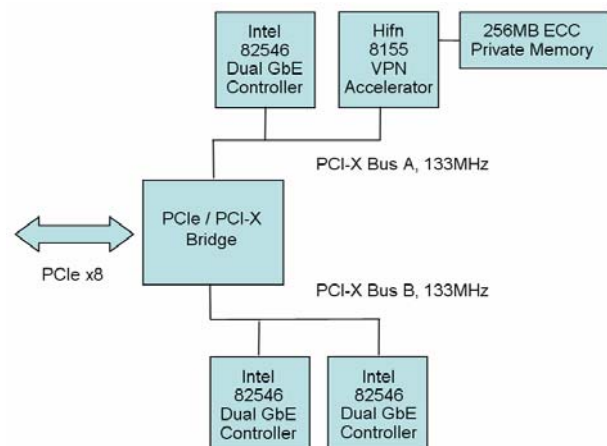 Intel
82546
Dual GbE
Controller
Hifn
8155
VPN
Accelerator
256MB ECC
Private Memory
PCI-X Bus A, 133MHz
PCIe / PCI-X
Bridge
PCIe x8
PCI-X Bus B, 133MHz
Intel
82546
Dual GbE
Controller
Intel
82546
Dual GbE
Controller